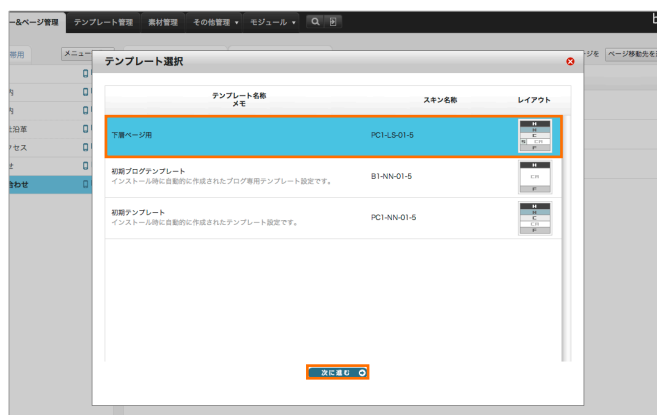 ー&ページ管理 テンプレート管理 素材管理 その他管理 ▼ モジュール ▼
専用 メニュー ージを ページ移動先を
テンプレート選択
テンプレート名称
メモ
スキン名称 レイアウト
下層ページ用 PC1-LS-01-5
H
N
C
S CR
F
初期ブログテンプレート
インストール時に自動的に作成されたブログ専用テンプレート設定です。
B1-NN-01-5
H
CR
F
初期テンプレート
インストール時に自動的に作成されたテンプレート設定です。
PC1-NN-01-5
H
N
C
CR
F
内
内
沿革
クセス
せ
合わせ
次に進む